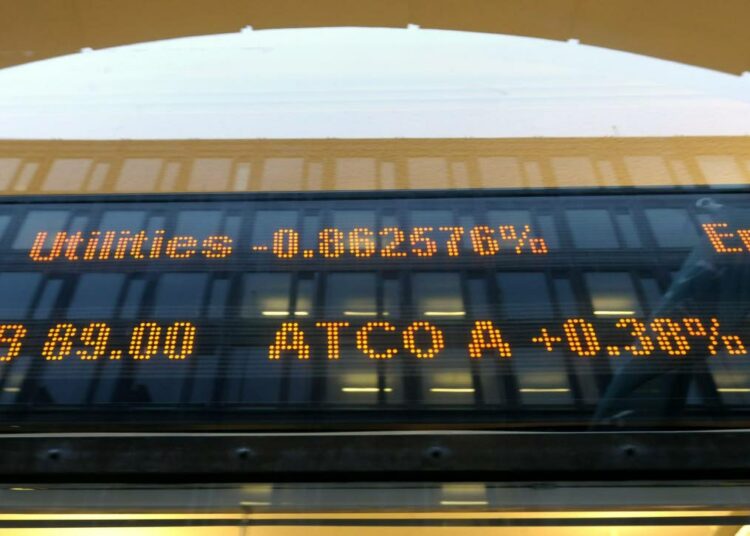 Utilities -0.862576% E
9 89.00 ATCO A +0.38%